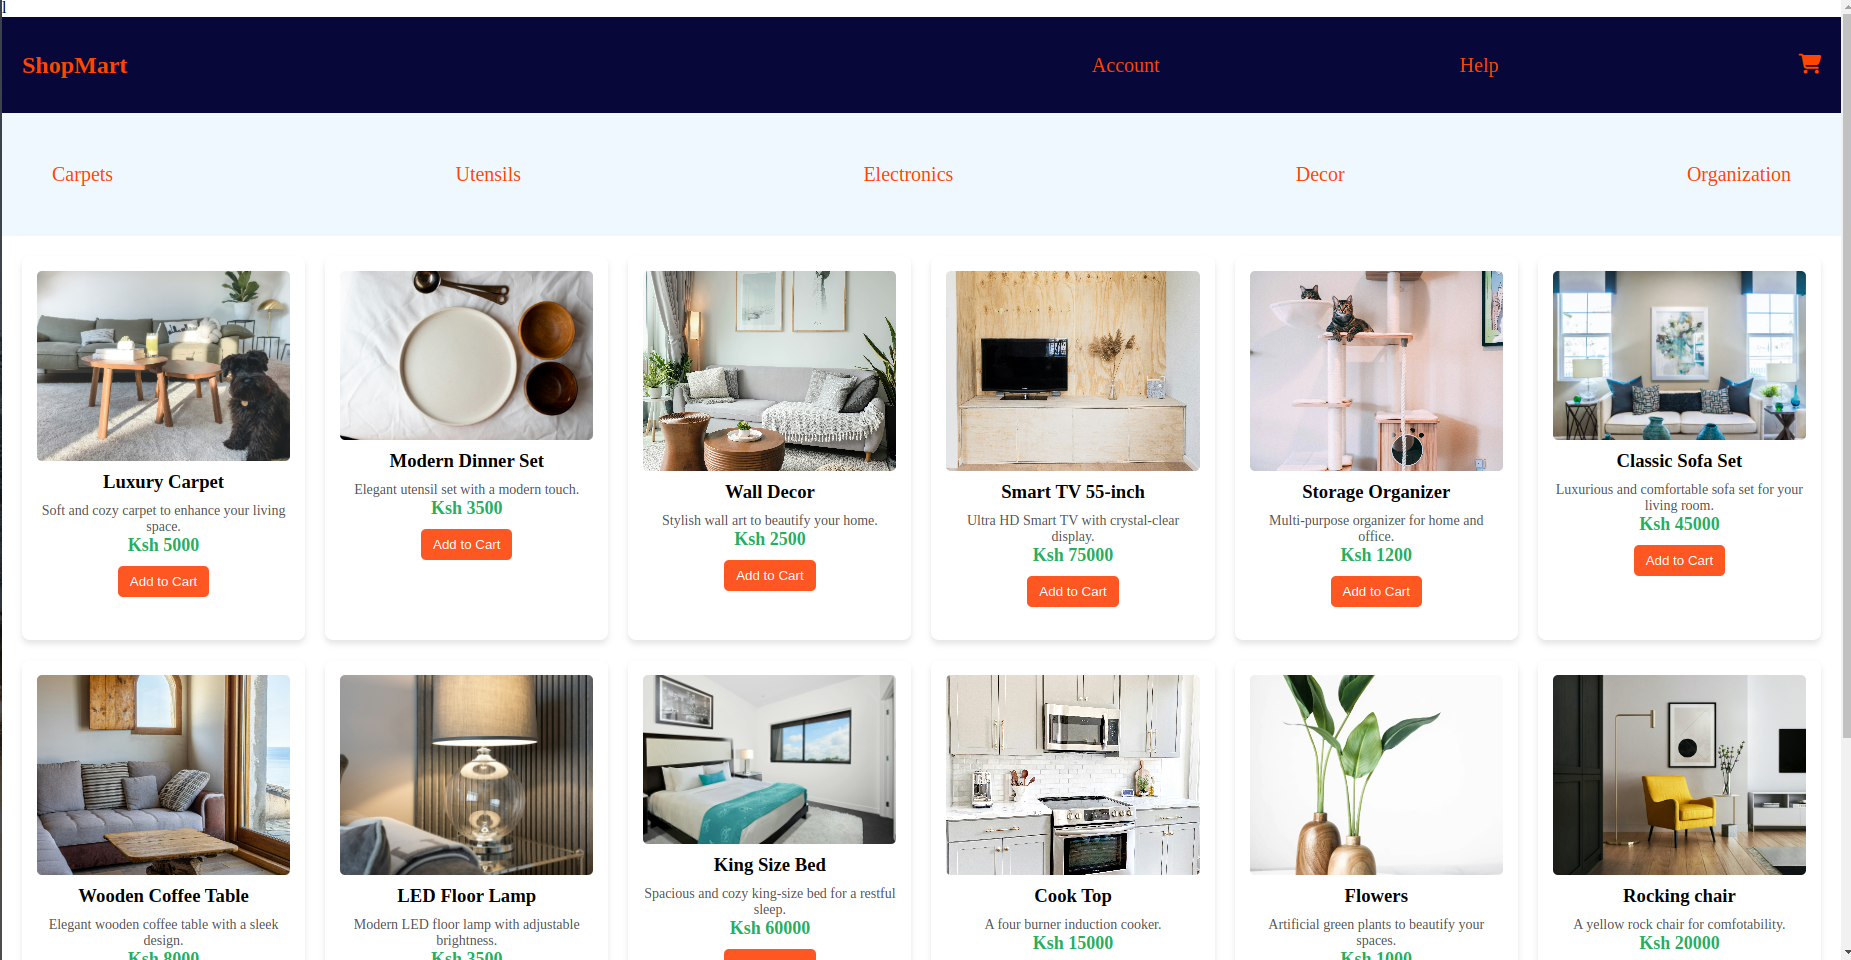 l
ShopMart Account Help
Carpets Utensils Electronics Decor Organization
Luxury Carpet
Soft and cozy carpet to enhance your living
space.
Ksh 5000
Add to Cart
Modern Dinner Set
Elegant utensil set with a modern touch.
Ksh 3500
Add to Cart
Wall Decor
Stylish wall art to beautify your home.
Ksh 2500
Add to Cart
Smart TV 55-inch
Ultra HD Smart TV with crystal-clear
display.
Ksh 75000
Add to Cart
Storage Organizer
Multi-purpose organizer for home and
office.
Ksh 1200
Add to Cart
Classic Sofa Set
Luxurious and comfortable sofa set for your
living room.
Ksh 45000
Add to Cart
Wooden Coffee Table
Elegant wooden coffee table with a sleek
design.
Ksh 8000
LED Floor Lamp
Modern LED floor lamp with adjustable
brightness.
Ksh 3500
King Size Bed
Spacious and cozy king-size bed for a restful
sleep.
Ksh 60000
Cook Top
A four burner induction cooker.
Ksh 15000
Flowers
Artificial green plants to beautify your
spaces.
Ksh 1000
Rocking chair
A yellow rock chair for comfotability.
Ksh 20000